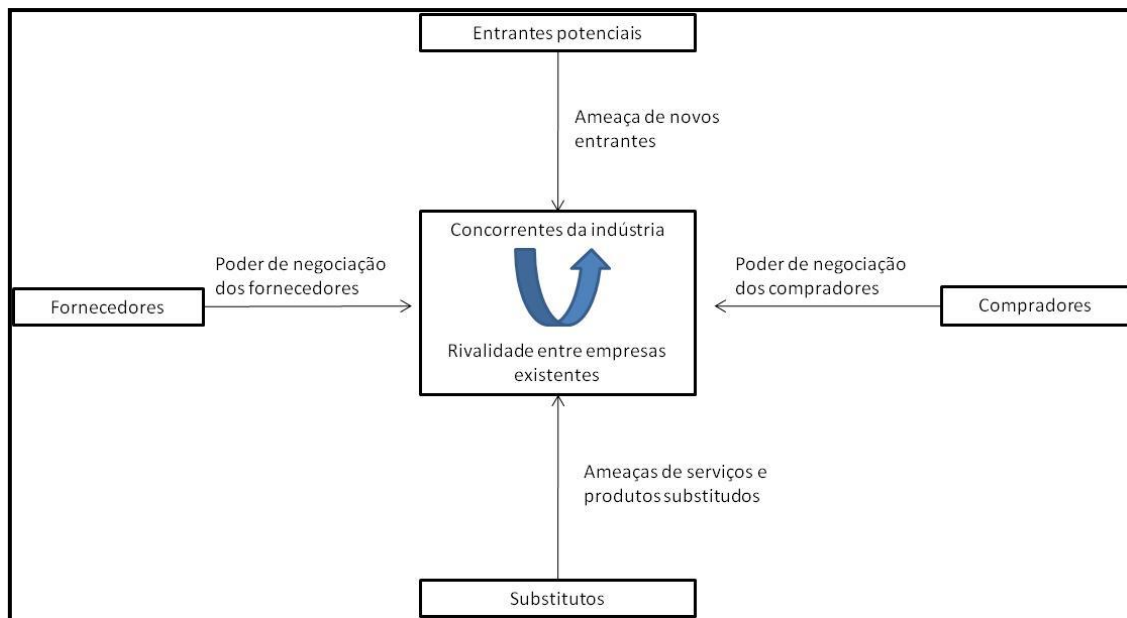 Entrantes potenciais
Ameaça de novos
entrantes
Concorrentes da indústria
Poder de negociação
dos fornecedores
Poder de negociação
dos compradores
Fornecedores
Compradores
Rivalidade entre empresas
existentes
Ameaças de serviços e
produtos substitudos
Substitutos